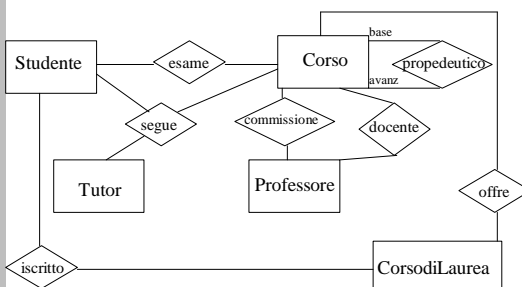 base
Studente
esame
Corso
propedeutico
avanz
segue
commissione
docente
Tutor
Professore
offre
iscritto
CorsodiLaurea